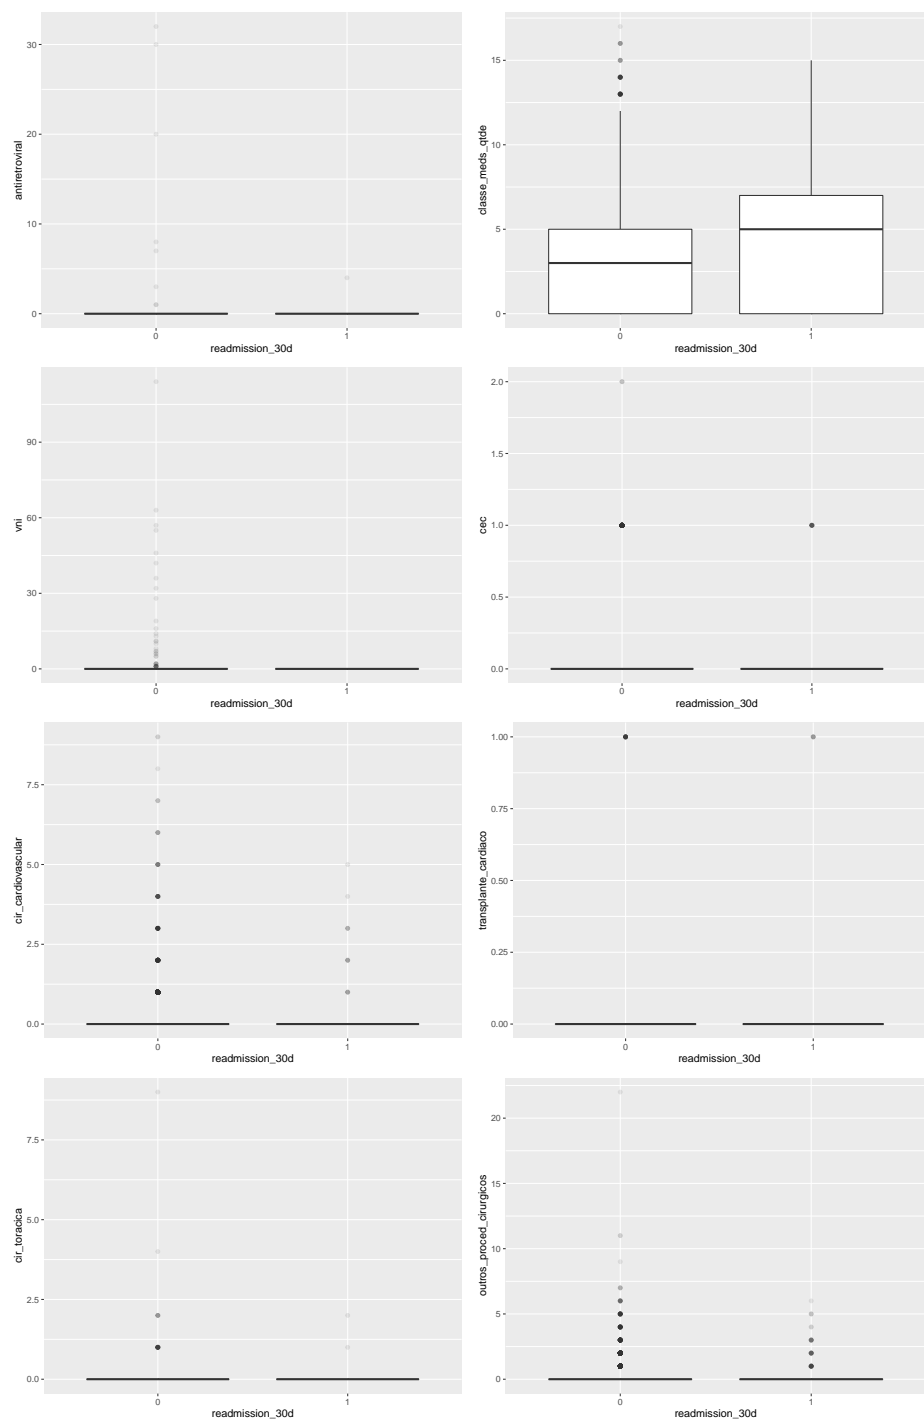 antiretroviral
30
20
10
0
0 1
readmission_30d
classe_meds_qtde
15
10
5
0
0 1
readmission_30d
vni
90
60
30
0
0 1
readmission_30d
cec
2.0
1.5
1.0
0.5
0.0
0 1
readmission_30d
cir_cardiovascular
7.5
5.0
2.5
0.0
0 1
readmission_30d
transplante_cardiaco
1.00
0.75
0.50
0.25
0.00
0 1
readmission_30d
cir_toracica
7.5
5.0
2.5
0.0
0 1
readmission_30d
outros_proced_cirurgicos
20
15
10
5
0
0 1
readmission_30d